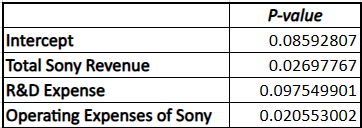 P-value
Intercept 0.08592807
Total Sony Revenue 0.02697767
R&D Expense 0.097549901
Operating Expenses of Sony 0.020553002